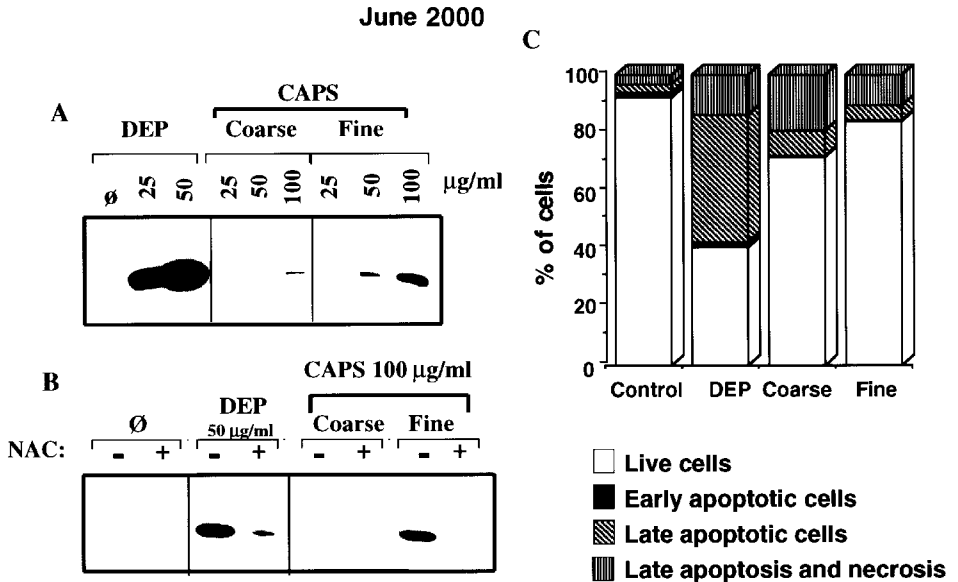 June 2000
A
CAPS
DEP Coarse Fine
ø 25 50 25 50 100 25 50 100 µg/ml
B
CAPS 100 µg/ml
Ø DEP Coarse Fine
50 µg/ml
NAC: - + - + - + - +
C
% of cells
100
80
60
40
20
0
Control DEP Coarse Fine
Live cells
Early apoptotic cells
Late apoptotic cells
Late apoptosis and necrosis